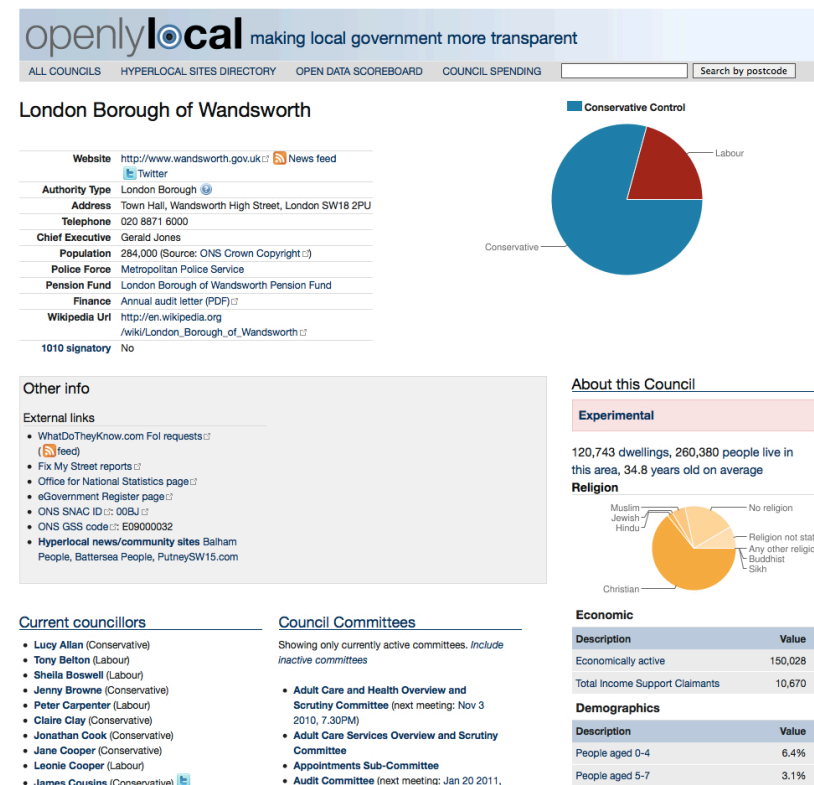 openlylocal making local government more transparent
ALL COUNCILS HYPERLOCAL SITES DIRECTORY OPEN DATA SCOREBOARD COUNCIL SPENDING Search by postcode
London Borough of Wandsworth
Website http://www.wandsworth.gov.uk News feed
Twitter
Authority Type London Borough
Address Town Hall, Wandsworth High Street, London SW18 2PU
Telephone 020 8871 6000
Chief Executive Gerald Jones
Population 284,000 (Source: ONS Crown Copyright)
Police Force Metropolitan Police Service
Pension Fund London Borough of Wandsworth Pension Fund
Finance Annual audit letter (PDF)
Wikipedia Url http://en.wikipedia.org
/wiki/London_Borough_of_Wandsworth
1010 signatory No
Conservative Control
Labour
Conservative
Other info
External links
WhatDoTheyKnow.com FoI requests
(feed)
Fix My Street reports
Office for National Statistics page
eGovernment Register page
ONS SNAC ID: 00BJ
ONS GSS code: E09000032
Hyperlocal news/community sites Balham
People, Battersea People, PutneySW15.com
About this Council
Experimental
120,743 dwellings, 260,380 people live in
this area, 34.8 years old on average
Religion
Muslim
Jewish
Hindu
Christian
No religion
Religion not stat
Any other religio
Buddhist
Sikh
Economic
Description Value
Economically active 150,028
Total Income Support Claimants 10,670
Demographics
Description Value
People aged 0-4 6.4%
People aged 5-7 3.1%
Current councillors
Lucy Allan (Conservative)
Tony Belton (Labour)
Sheila Boswell (Labour)
Jenny Browne (Conservative)
Peter Carpenter (Labour)
Claire Clay (Conservative)
Jonathan Cook (Conservative)
Jane Cooper (Conservative)
Leonie Cooper (Labour)
James Cousins (Conservative)
Council Committees
Showing only currently active committees. Include
inactive committees
Adult Care and Health Overview and
Scrutiny Committee (next meeting: Nov 3
2010, 7.30PM)
Adult Care Services Overview and Scrutiny
Committee
Appointments Sub-Committee
Audit Committee (next meeting: Jan 20 2011,